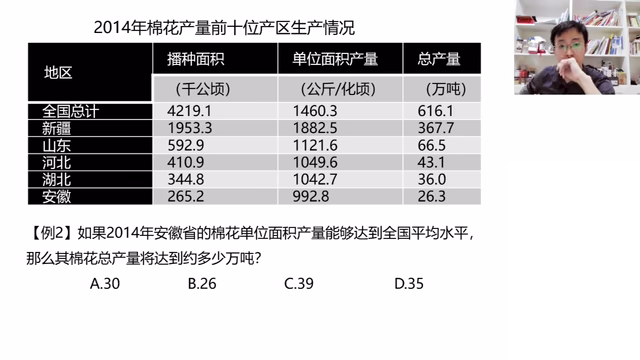 2014年棉花产量前十位产区生产情况
地区 播种面积 单位面积产量 总产量
（千公顷） （公斤/化顷） （万吨）
全国总计 4219.1 1460.3 616.1
新疆 1953.3 1882.5 367.7
山东 592.9 1121.6 66.5
河北 410.9 1049.6 43.1
湖北 344.8 1042.7 36.0
安徽 265.2 992.8 26.3
【例2】如果2014年安徽省的棉花单位面积产量能够达到全国平均水平，
那么其棉花总产量将达到约多少万吨？
A.30 B.26 C.39 D.35